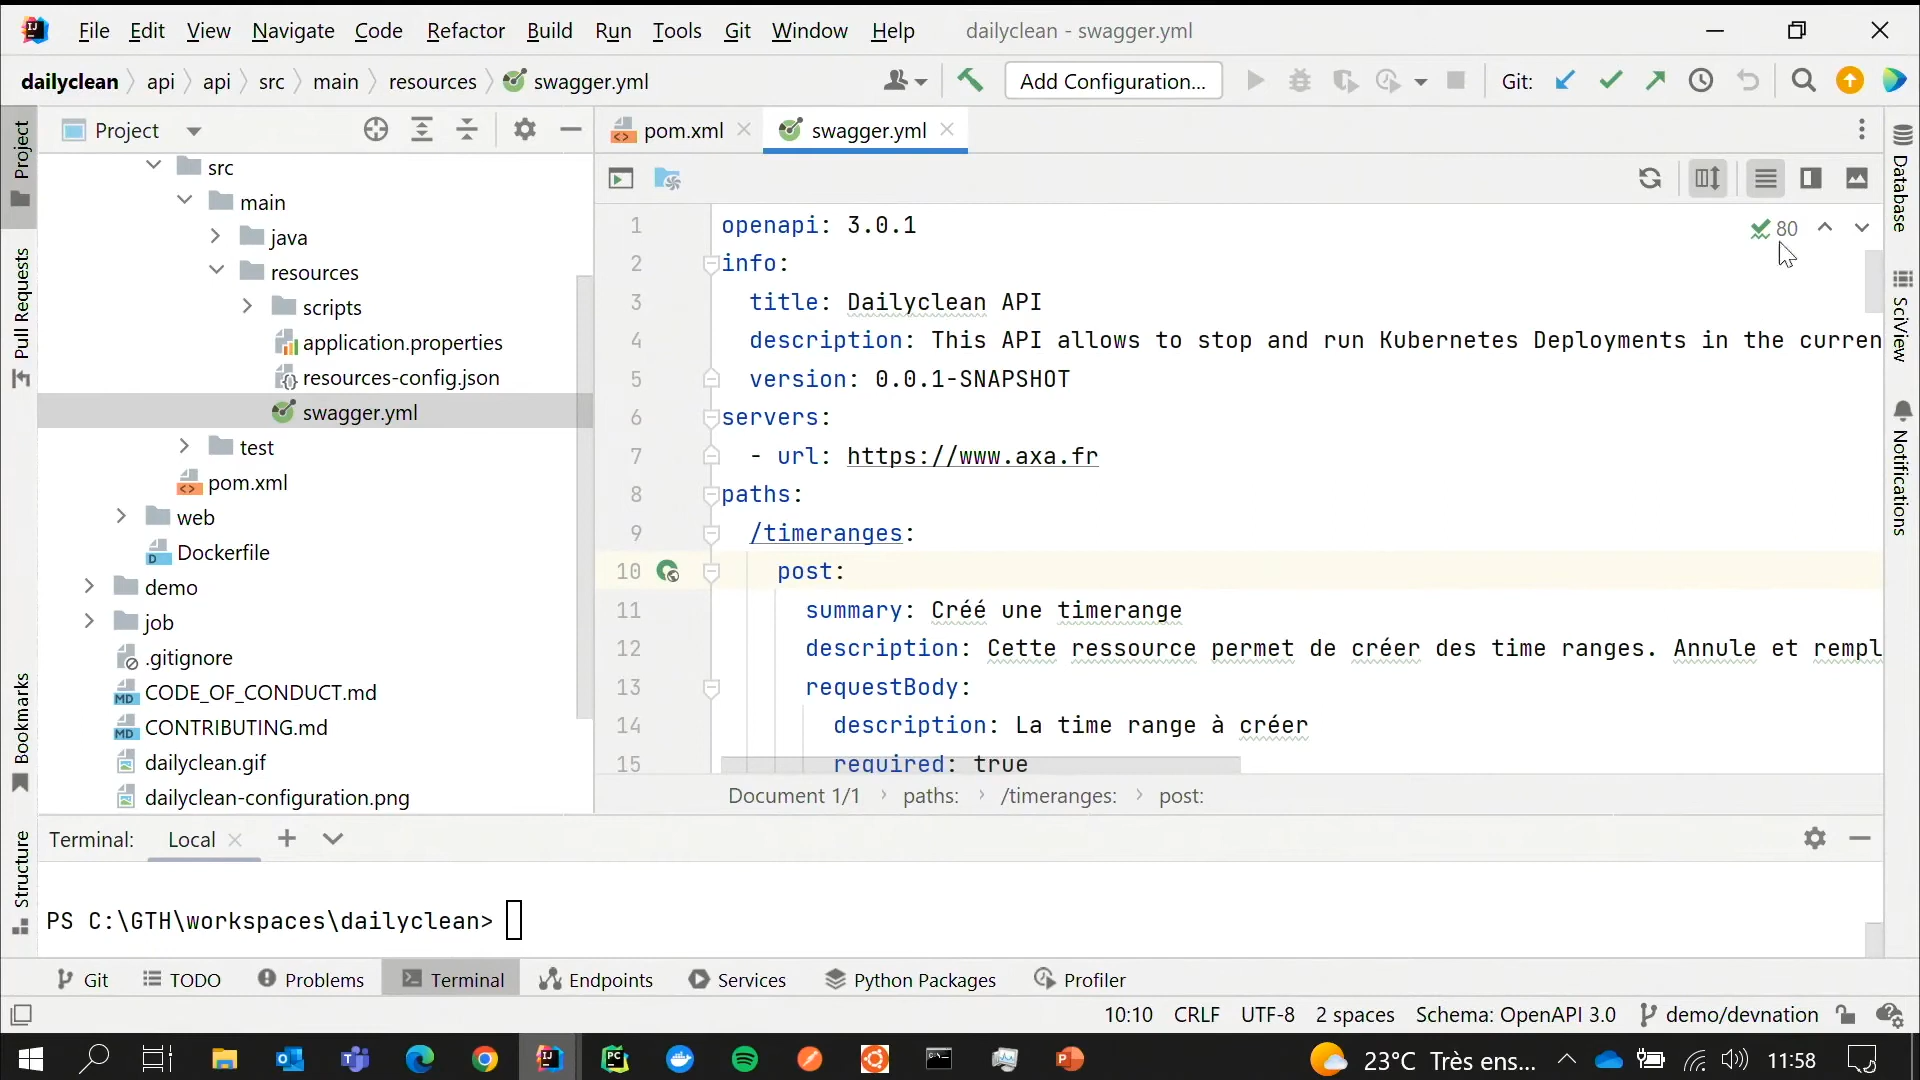 File Edit View Navigate Code Refactor Build Run Tools Git Window Help dailyclean - swagger.yml
dailyclean api api src main resources swagger.yml Add Configuration... Git:
Project
pom.xml swagger.yml
src
main
java
resources
scripts
application.properties
resources-config.json
swagger.yml
test
pom.xml
web
Dockerfile
demo
job
.gitignore
CODE_OF_CONDUCT.md
CONTRIBUTING.md
dailyclean.gif
dailyclean-configuration.png
Project
Pull Requests
Bookmarks
Structure
80
1 openapi: 3.0.1
2 info:
3 title: Dailyclean API
4 description: This API allows to stop and run Kubernetes Deployments in the curren
5 version: 0.0.1-SNAPSHOT
6 servers:
7 - url: https://www.axa.fr
8 paths:
9 /timeranges:
10 post:
11 summary: Créé une timerange
12 description: Cette ressource permet de créer des time ranges. Annule et rempl
13 requestBody:
14 description: La time range à créer
15 required: true
Document 1/1 paths: /timeranges: post:
Database
SciView
Notifications
Terminal: Local
PS C:\GTH\workspaces\dailyclean>
Git TODO Problems Terminal Endpoints Services Python Packages Profiler
10:10 CRLF UTF-8 2 spaces Schema: OpenAPI 3.0 demo/devnation
23°C Très ens... 11:58